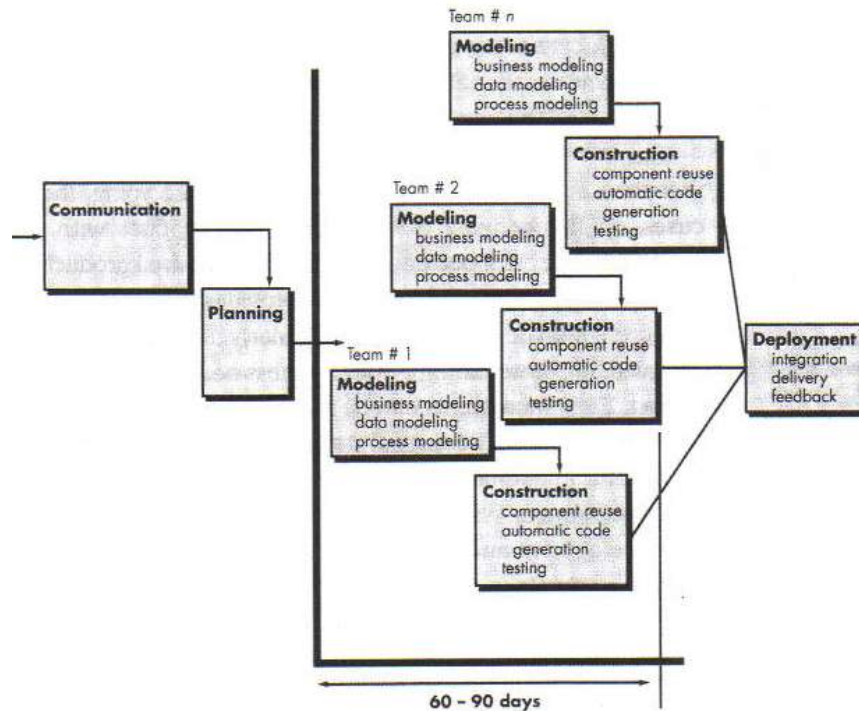 Team # n
Modeling
business modeling
data modeling
process modeling
Construction
component reuse
automatic code
generation
testing
Team # 2
Modeling
business modeling
data modeling
process modeling
Construction
component reuse
automatic code
generation
testing
Team # 1
Modeling
business modeling
data modeling
process modeling
Construction
component reuse
automatic code
generation
testing
Communication
Planning
Deployment
integration
delivery
feedback
60 – 90 days